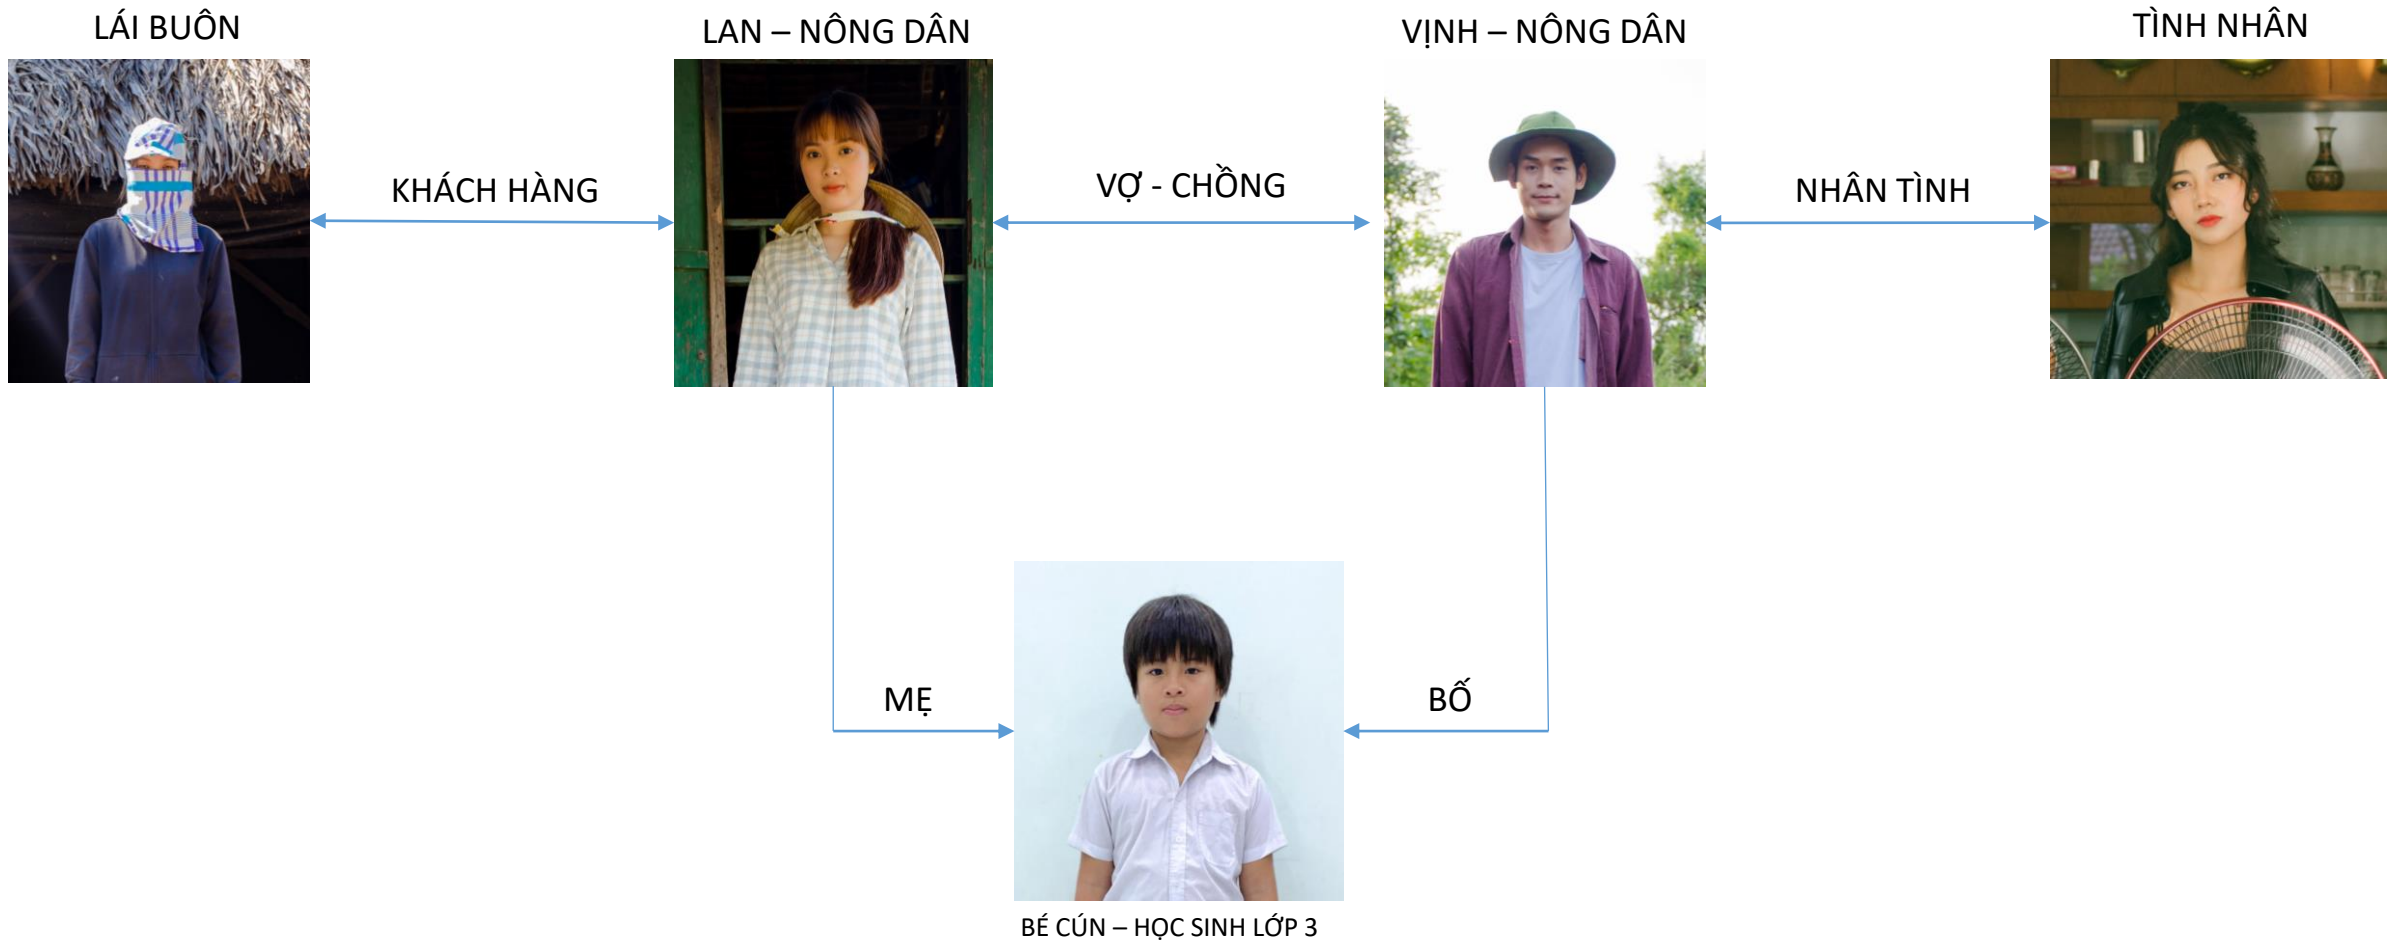 LÁI BUÔN
LAN – NÔNG DÂN
VỊNH – NÔNG DÂN
TÌNH NHÂN
KHÁCH HÀNG
VỢ - CHỒNG
NHÂN TÌNH
MẸ
BỐ
BÉ CÚN – HỌC SINH LỚP 3